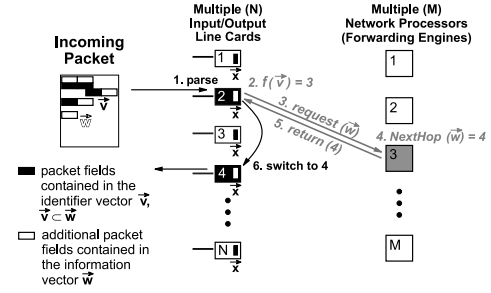 Multiple (N)
Input/Output
Line Cards
Multiple (M)
Network Processors
(Forwarding Engines)
Incoming
Packet
v
w
1. parse
2. f(v) = 3
3. request (w)
4. NextHop (w) = 4
5. return (4)
6. switch to 4
1
x
2
x
3
x
4
x
N
x
1
2
3
M
packet fields
contained in the
identifier vector v,
v ⊂ w
additional packet
fields contained in
the information
vector w